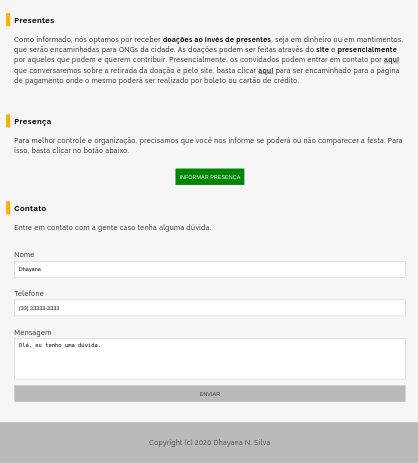 Presentes
Como informado, nós optamos por receber doações ao invés de presentes, seja em dinheiro ou em mantimentos,
que serão encaminhadas para ONGs da cidade. As doações podem ser feitas através do site e presencialmente
por aqueles que podem e querem contribuir. Presencialmente, os convidados podem entrar em contato por aqui
que conversaremos sobre a retirada da doação e pelo site, basta clicar aqui para ser encaminhado para a página
de pagamento onde o mesmo poderá ser realizado por boleto ou cartão de crédito.
Presença
Para melhor controle e organização, precisamos que você nos informe se poderá ou não comparecer a festa. Para
isso, basta clicar no botão abaixo.
INFORMAR PRESENÇA
Contato
Entre em contato com a gente caso tenha alguma dúvida.
Nome
Dhayana
Telefone
(33) 33333-3333
Mensagem
Olá, eu tenho uma dúvida.
ENVIAR
Copyright (c) 2020 Dhayana N. Silva